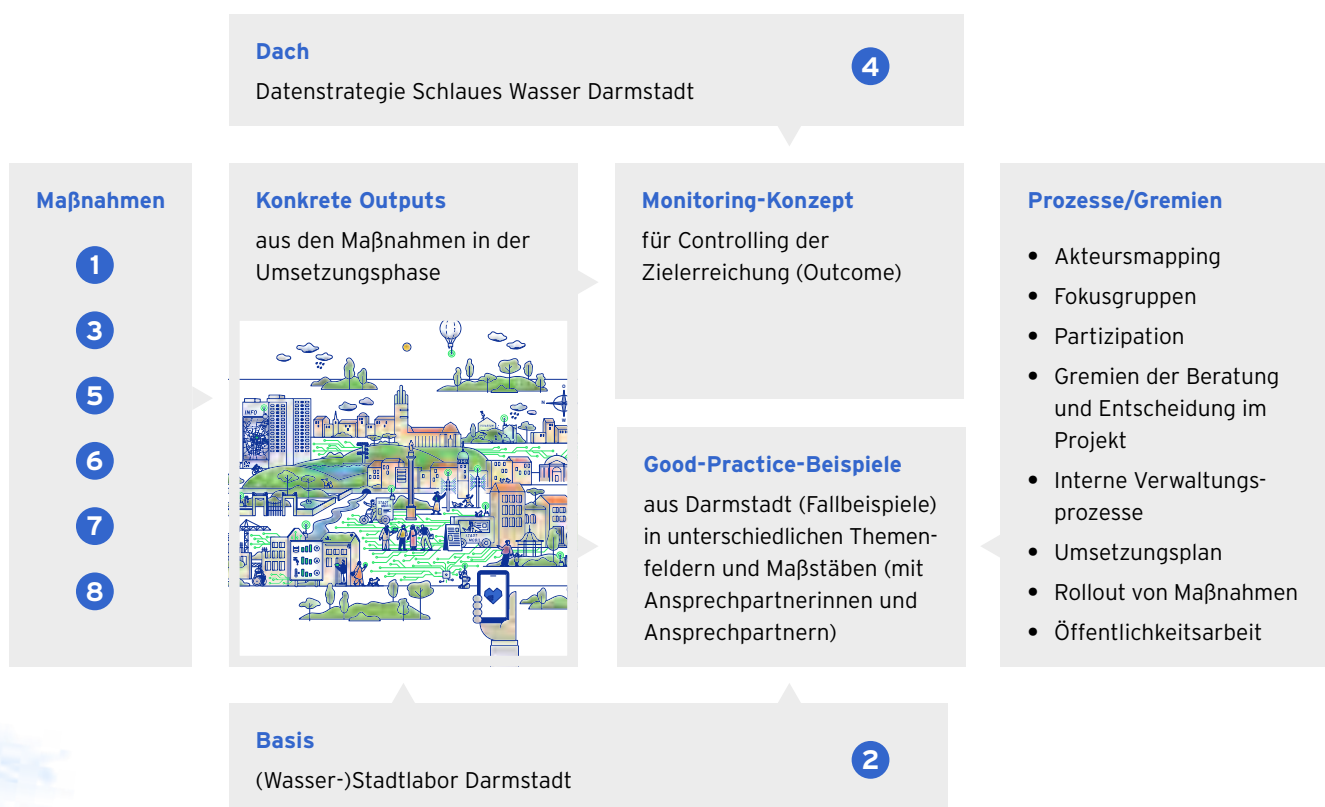 Dach
Datenstrategie Schlaues Wasser Darmstadt
4
Maßnahmen
1
3
5
6
7
8
Konkrete Outputs
aus den Maßnahmen in der
Umsetzungsphase
INFO
Monitoring-Konzept
für Controlling der
Zielerreichung (Outcome)
Good-Practice-Beispiele
aus Darmstadt (Fallbeispiele)
in unterschiedlichen Themen-
feldern und Maßstäben (mit
Ansprechpartnerinnen und
Ansprechpartnern)
Prozesse/Gremien
• Akteursmapping
• Fokusgruppen
• Partizipation
• Gremien der Beratung
und Entscheidung im
Projekt
• Interne Verwaltungs-
prozesse
• Umsetzungsplan
• Rollout von Maßnahmen
• Öffentlichkeitsarbeit
Basis
(Wasser-)Stadtlabor Darmstadt
2